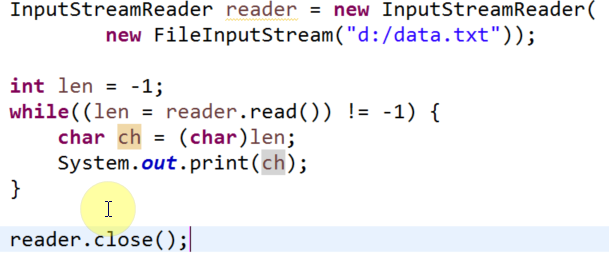 InputStreamReader reader = new InputStreamReader(
new FileInputStream("d:/data.txt"));
int len = -1;
while((len = reader.read()) != -1) {
char ch = (char)len;
System.out.print(ch);
}
reader.close();